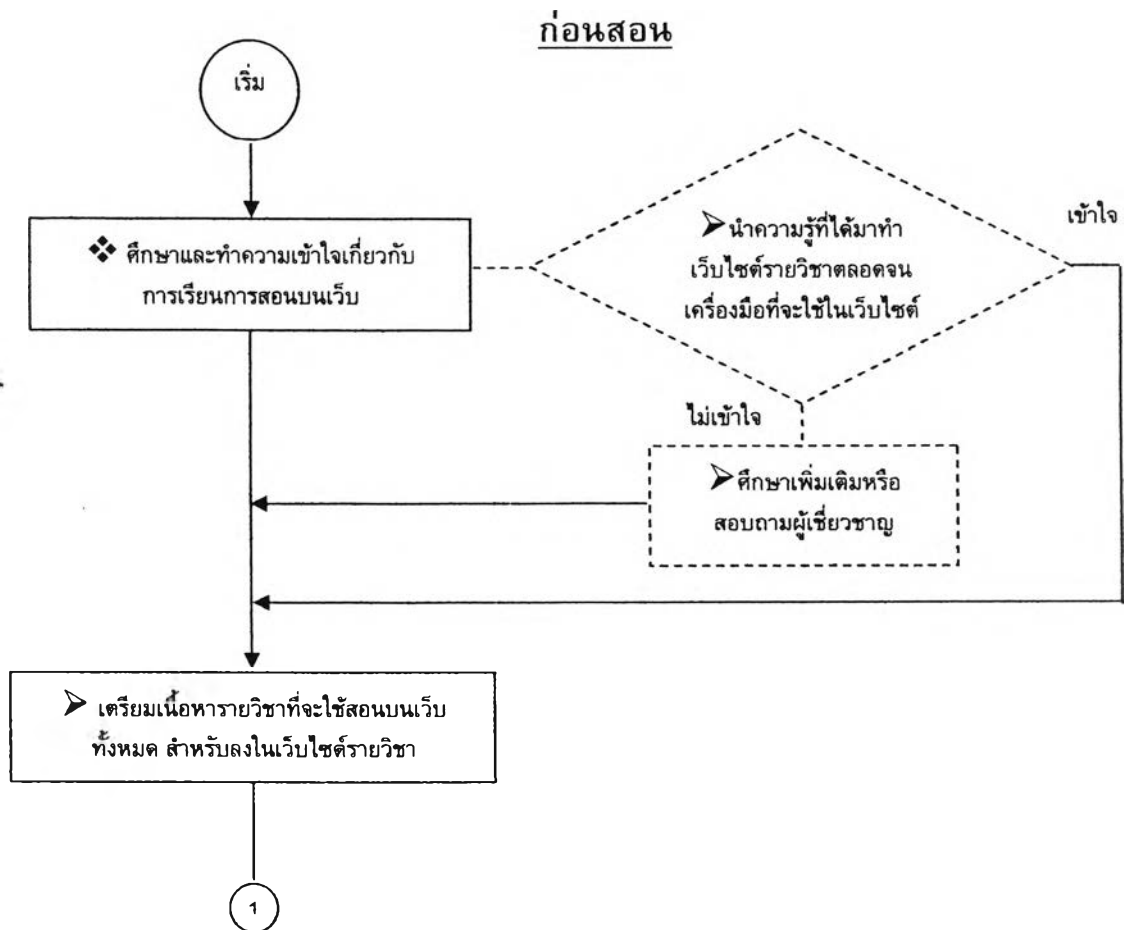 ก่อนสอน
เริ่ม
❖ ศึกษาและทำความเข้าใจเกี่ยวกับ
การเรียนการสอนบนเว็บ
➢นำความรู้ที่ได้มาทำ
เว็บไซต์รายวิชาตลอดจน
เครื่องมือที่จะใช้ในเว็บไซต์
เข้าใจ
ไม่เข้าใจ
➢ศึกษาเพิ่มเติมหรือ
สอบถามผู้เชี่ยวชาญ
➢ เตรียมเนื้อหารายวิชาที่จะใช้สอนบนเว็บ
ทั้งหมด สำหรับลงในเว็บไซต์รายวิชา
1